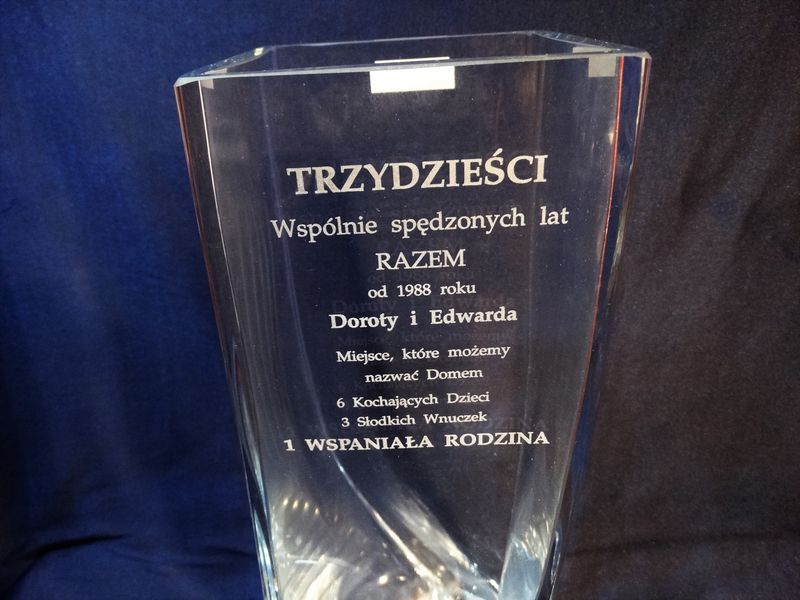 TRZYDZIEŚCI
Wspólnie spędzonych lat
RAZEM
od 1988 roku
Doroty i Edwarda
Miejsce, które możemy
nazwać Domem
6 Kochających Dzieci
3 Słodkich Wnuczek
1 WSPANIAŁA RODZINA